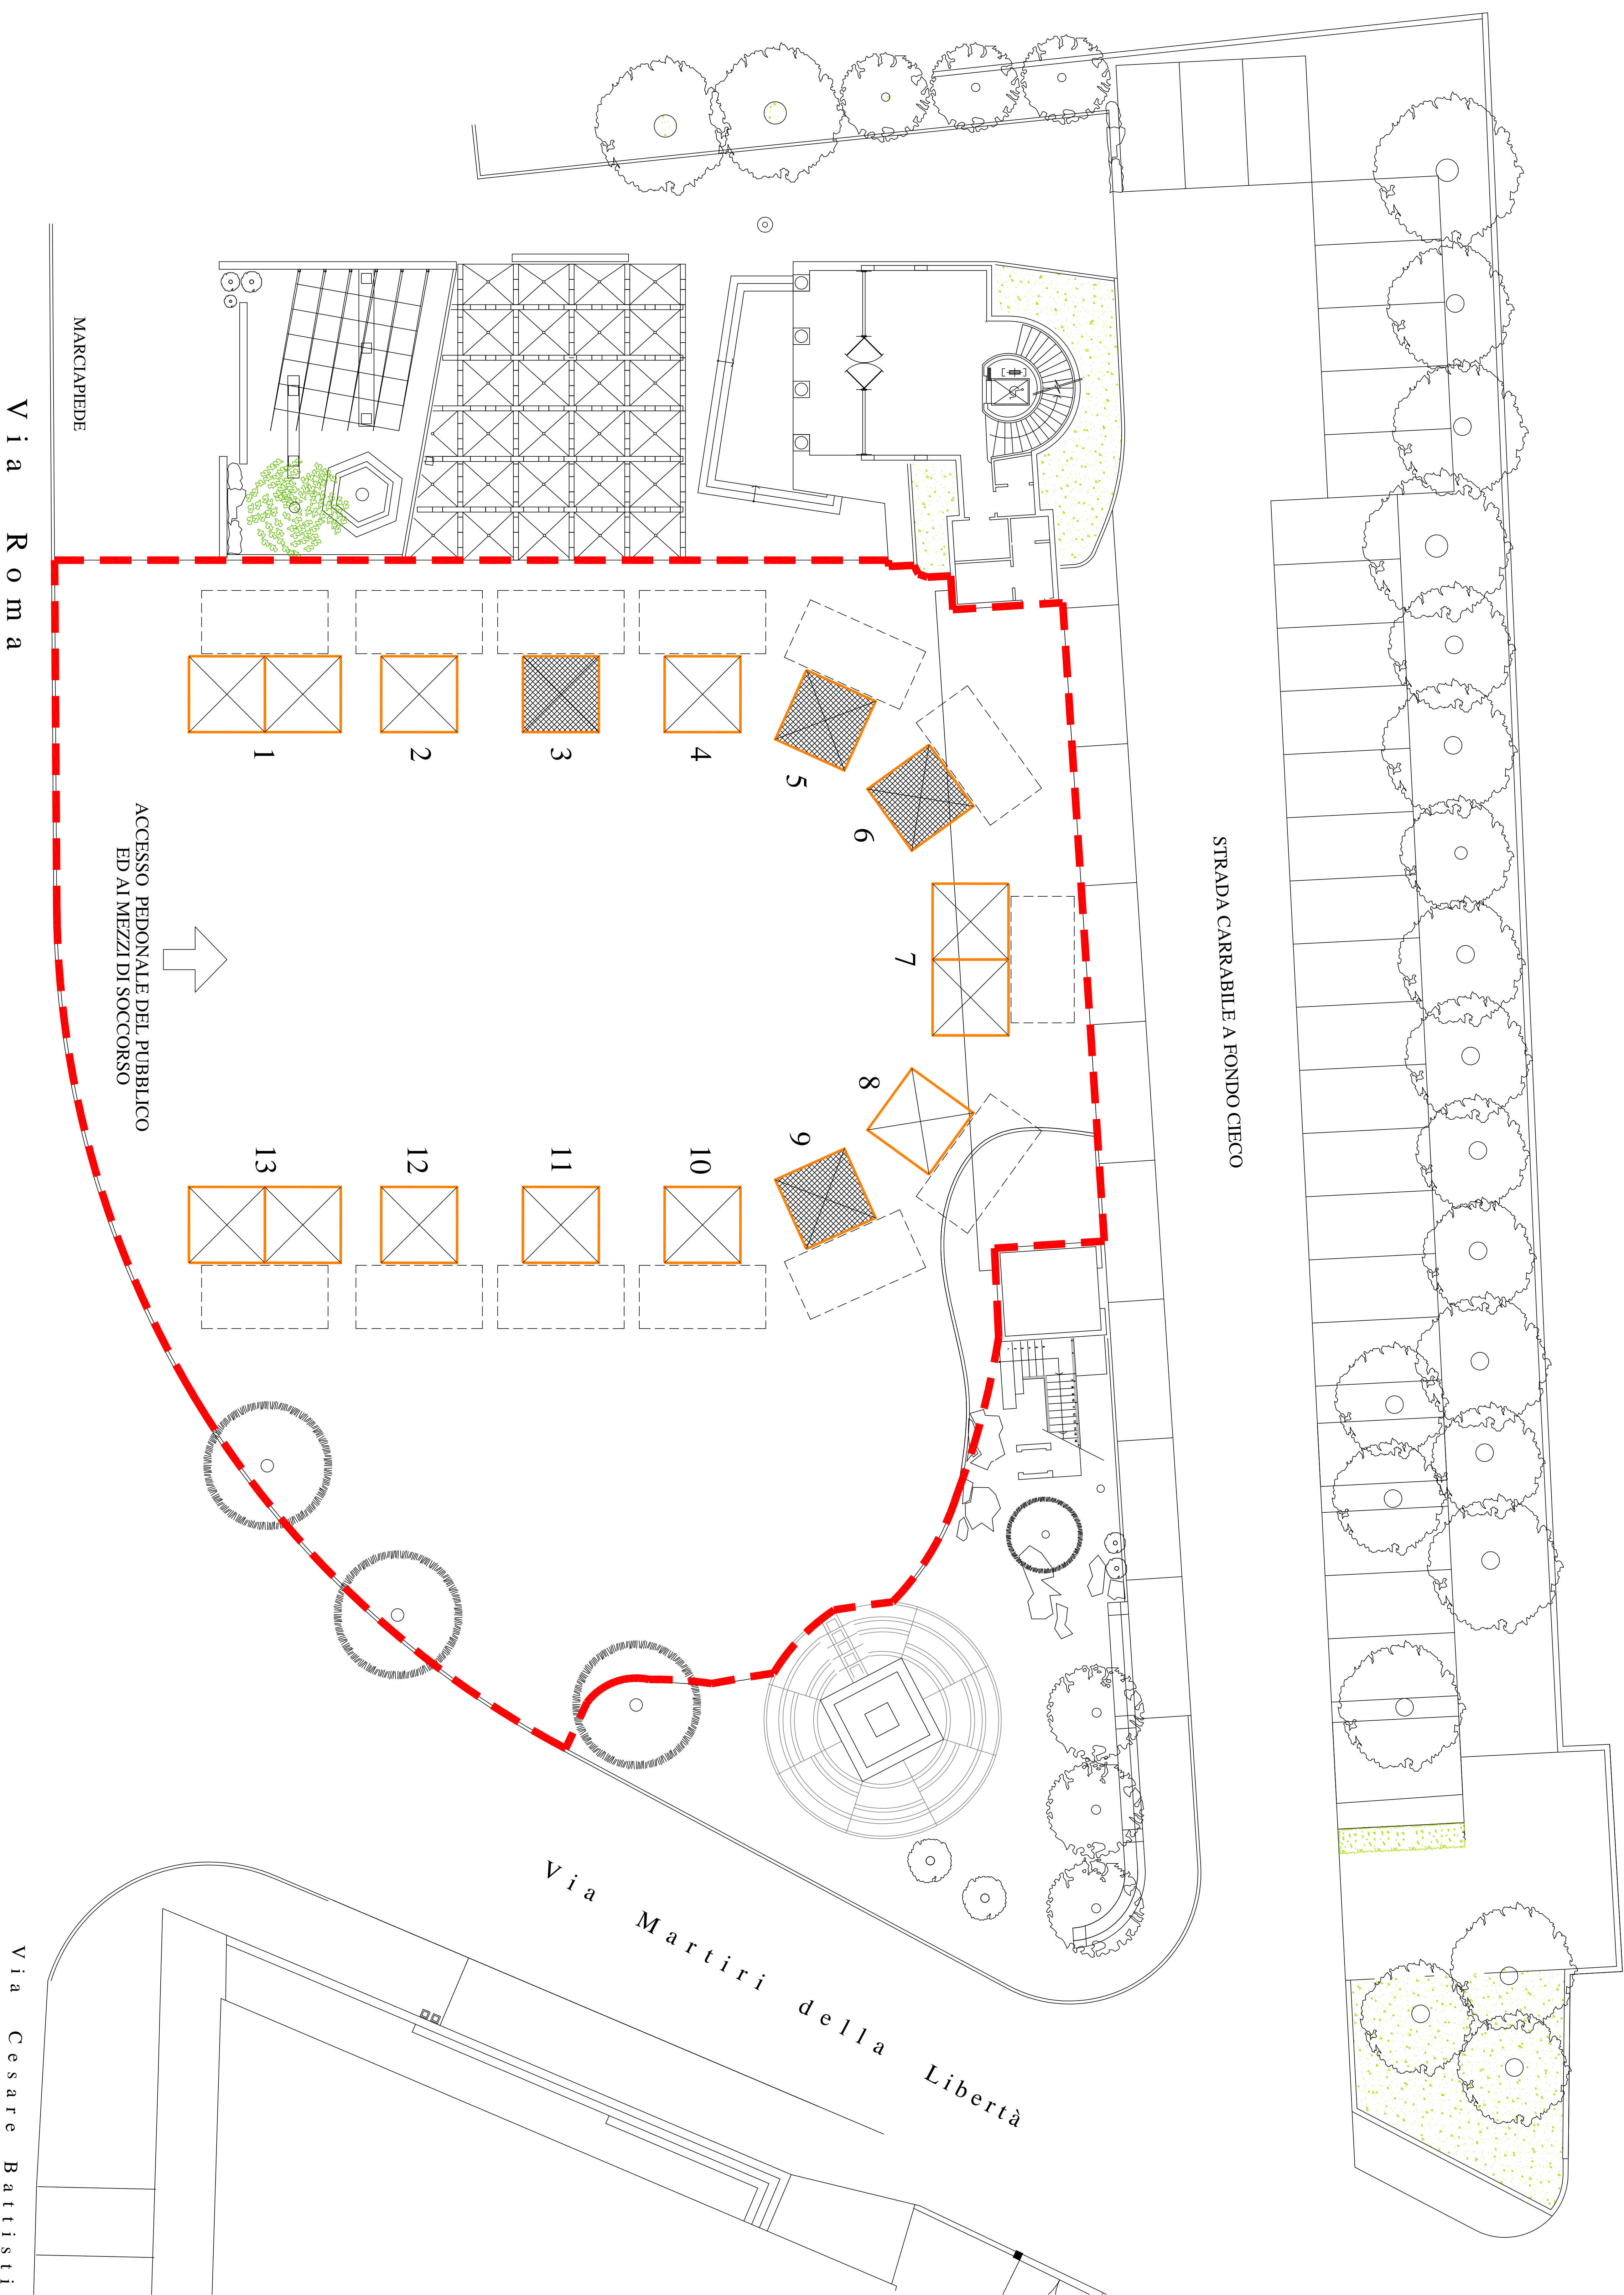 Via Roma
MARCIAPIEDE
1
2
3
4
5
6
7
8
9
10
11
12
13
ACCESSO PEDONALE DEL PUBBLICO
ED AI MEZZI DI SOCCORSO
STRADA CARRABILE A FONDO CIECO
Via Martiri della Libertà
Via Cesare Battisti